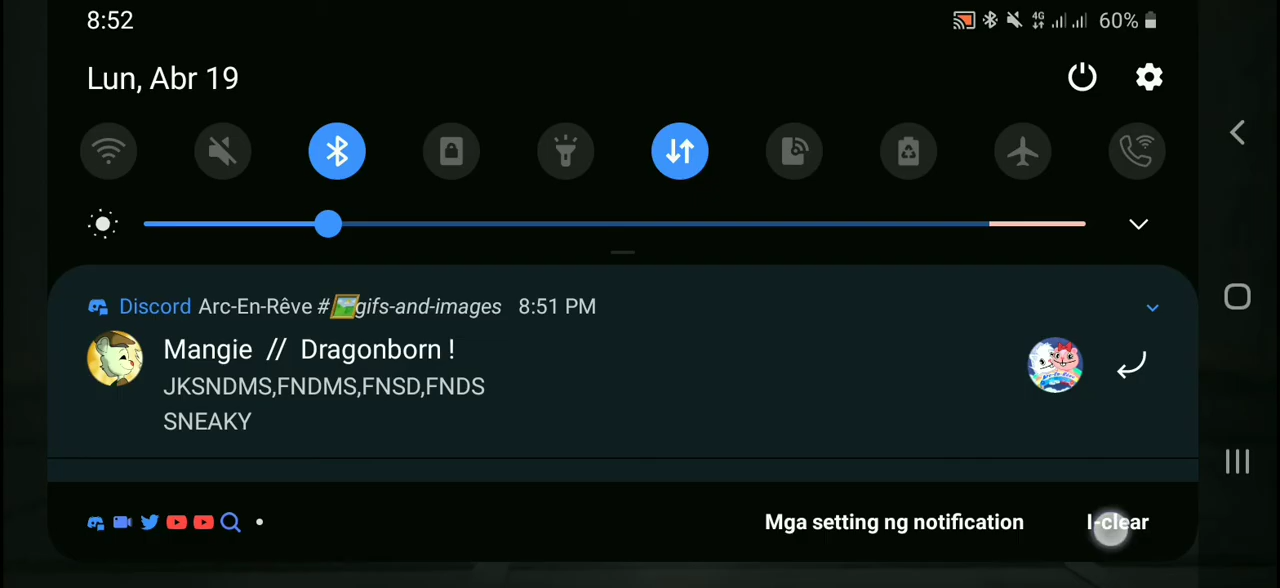 8:52 4G 60%
Lun, Abr 19
Discord Arc-En-Rêve #🖼️gifs-and-images 8:51 PM
Mangie // Dragonborn !
JKSNDMS,FNDMS,FNSD,FNDS
SNEAKY
Mga setting ng notification I-clear